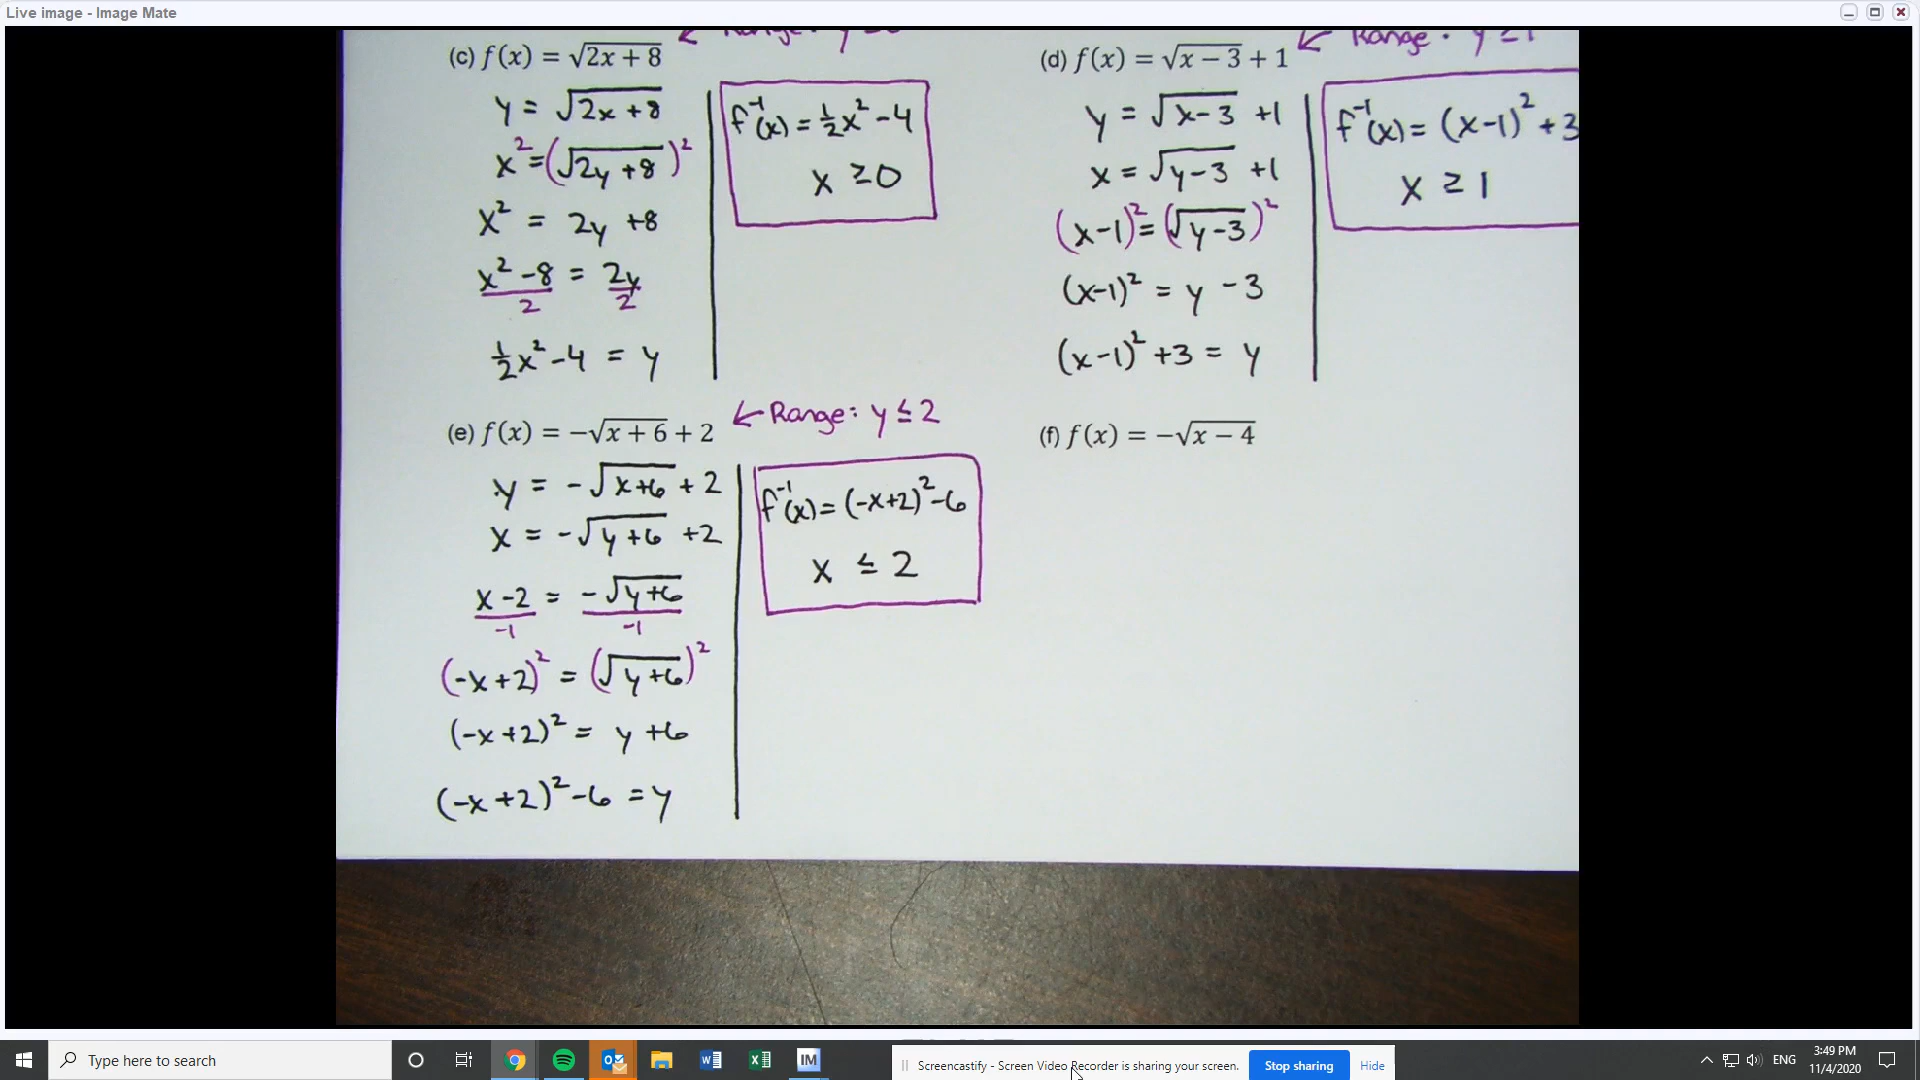 Live image - Image Mate
(c) f(x) = √2x + 8
y = √2x + 8
x² = (√2y + 8)²
x² = 2y + 8
x² - 8 = 2y
2 2
½x² - 4 = y
f⁻¹(x) = ½x² - 4
x ≥ 0
Range:
(d) f(x) = √x − 3 + 1
y = √x-3 + 1
x = √y-3 + 1
(x-1)² = (√y-3)²
(x-1)² = y - 3
(x-1)² + 3 = y
f⁻¹(x) = (x-1)² + 3
x ≥ 1
(e) f(x) = −√x + 6 + 2
← Range: y ≤ 2
y = -√x+6 + 2
x = -√y+6 + 2
x - 2 = -√y+6
-1 -1
(-x+2)² = (√y+6)²
(-x+2)² = y + 6
(-x+2)² - 6 = y
f⁻¹(x) = (-x+2)² - 6
x ≤ 2
(f) f(x) = −√x − 4
Type here to search
Screencastify - Screen Video Recorder is sharing your screen.
Stop sharing
Hide
IM
ENG
3:49 PM
11/4/2020